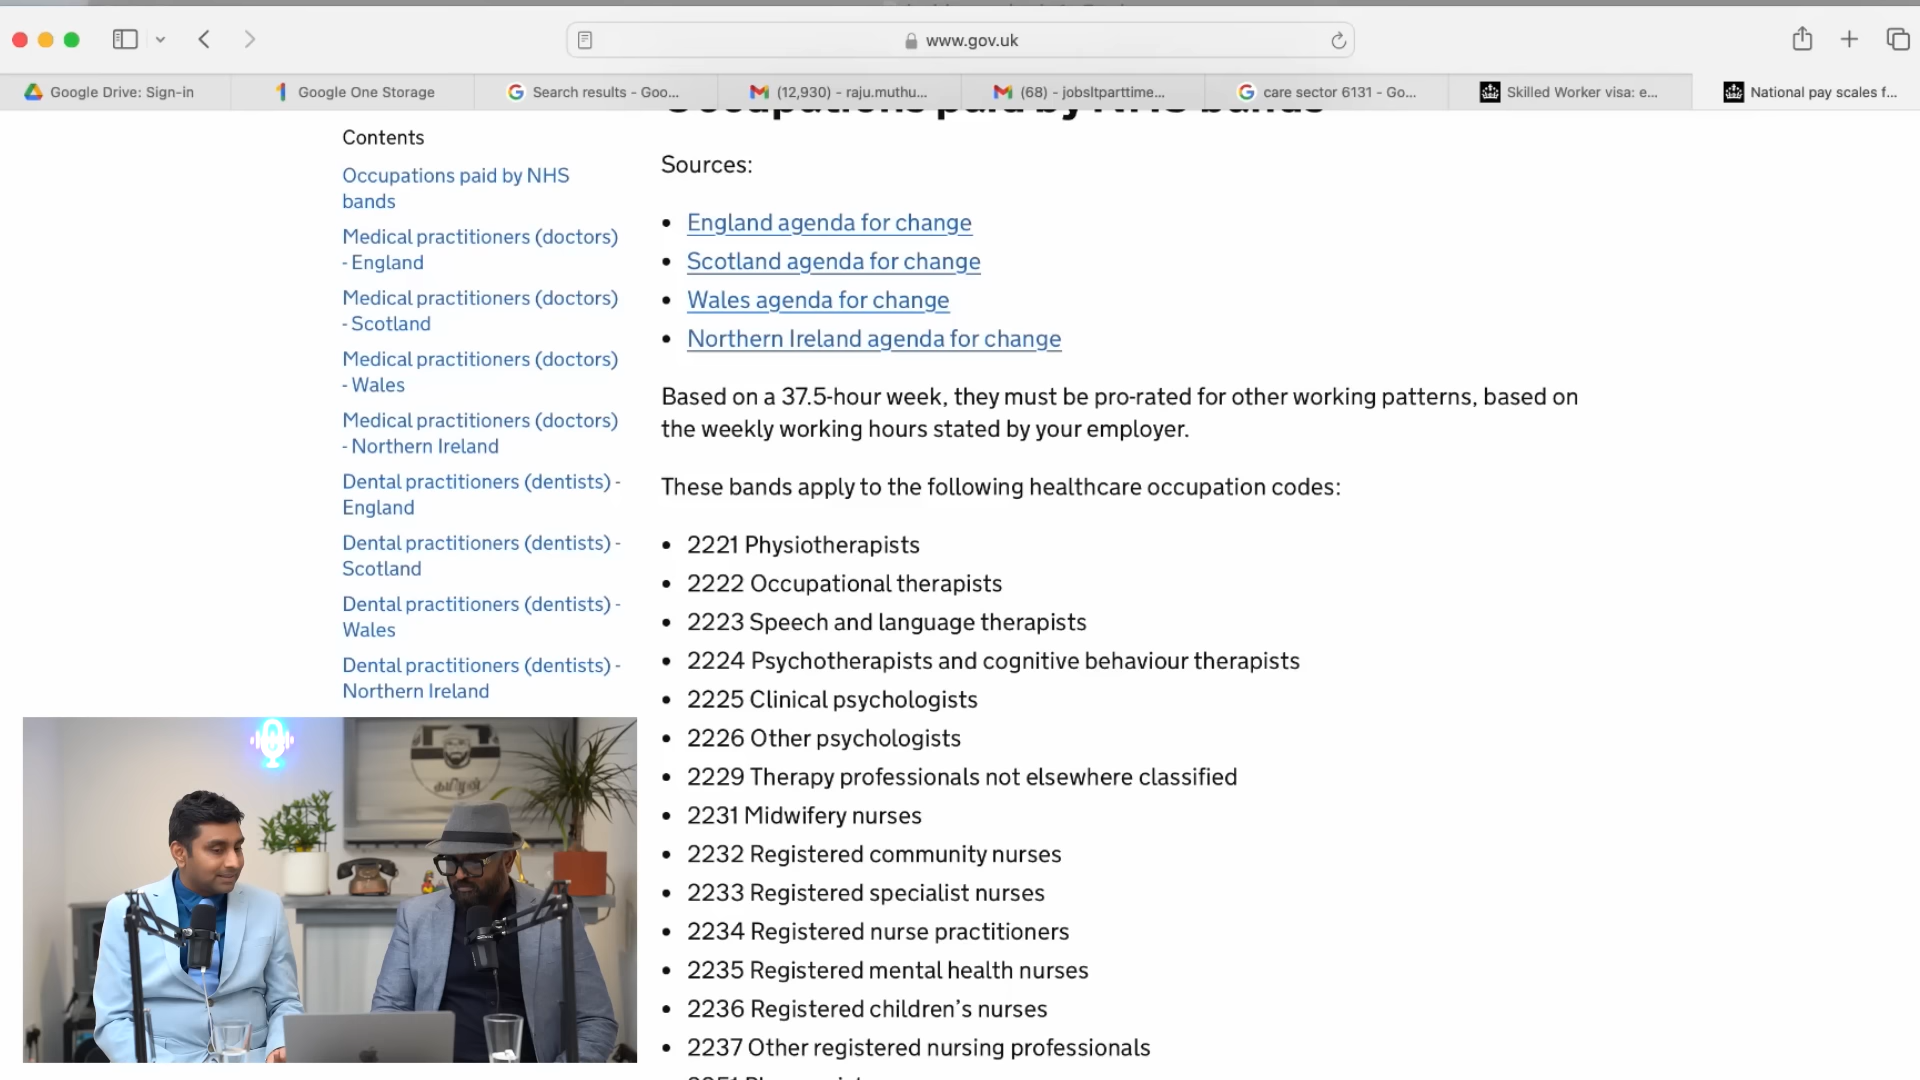 www.gov.uk
Google Drive: Sign-in
Google One Storage
Search results - Goo...
(12,930) - raju.muthu...
(68) - jobsltparttime...
care sector 6131 - Go...
Skilled Worker visa: e...
National pay scales f...
Occupations paid by NHS bands
Contents
Occupations paid by NHS
bands
Medical practitioners (doctors)
- England
Medical practitioners (doctors)
- Scotland
Medical practitioners (doctors)
- Wales
Medical practitioners (doctors)
- Northern Ireland
Dental practitioners (dentists) -
England
Dental practitioners (dentists) -
Scotland
Dental practitioners (dentists) -
Wales
Dental practitioners (dentists) -
Northern Ireland
Sources:
• England agenda for change
• Scotland agenda for change
• Wales agenda for change
• Northern Ireland agenda for change
Based on a 37.5-hour week, they must be pro-rated for other working patterns, based on
the weekly working hours stated by your employer.
These bands apply to the following healthcare occupation codes:
• 2221 Physiotherapists
• 2222 Occupational therapists
• 2223 Speech and language therapists
• 2224 Psychotherapists and cognitive behaviour therapists
• 2225 Clinical psychologists
• 2226 Other psychologists
• 2229 Therapy professionals not elsewhere classified
• 2231 Midwifery nurses
• 2232 Registered community nurses
• 2233 Registered specialist nurses
• 2234 Registered nurse practitioners
• 2235 Registered mental health nurses
• 2236 Registered children’s nurses
• 2237 Other registered nursing professionals
தமிழன்